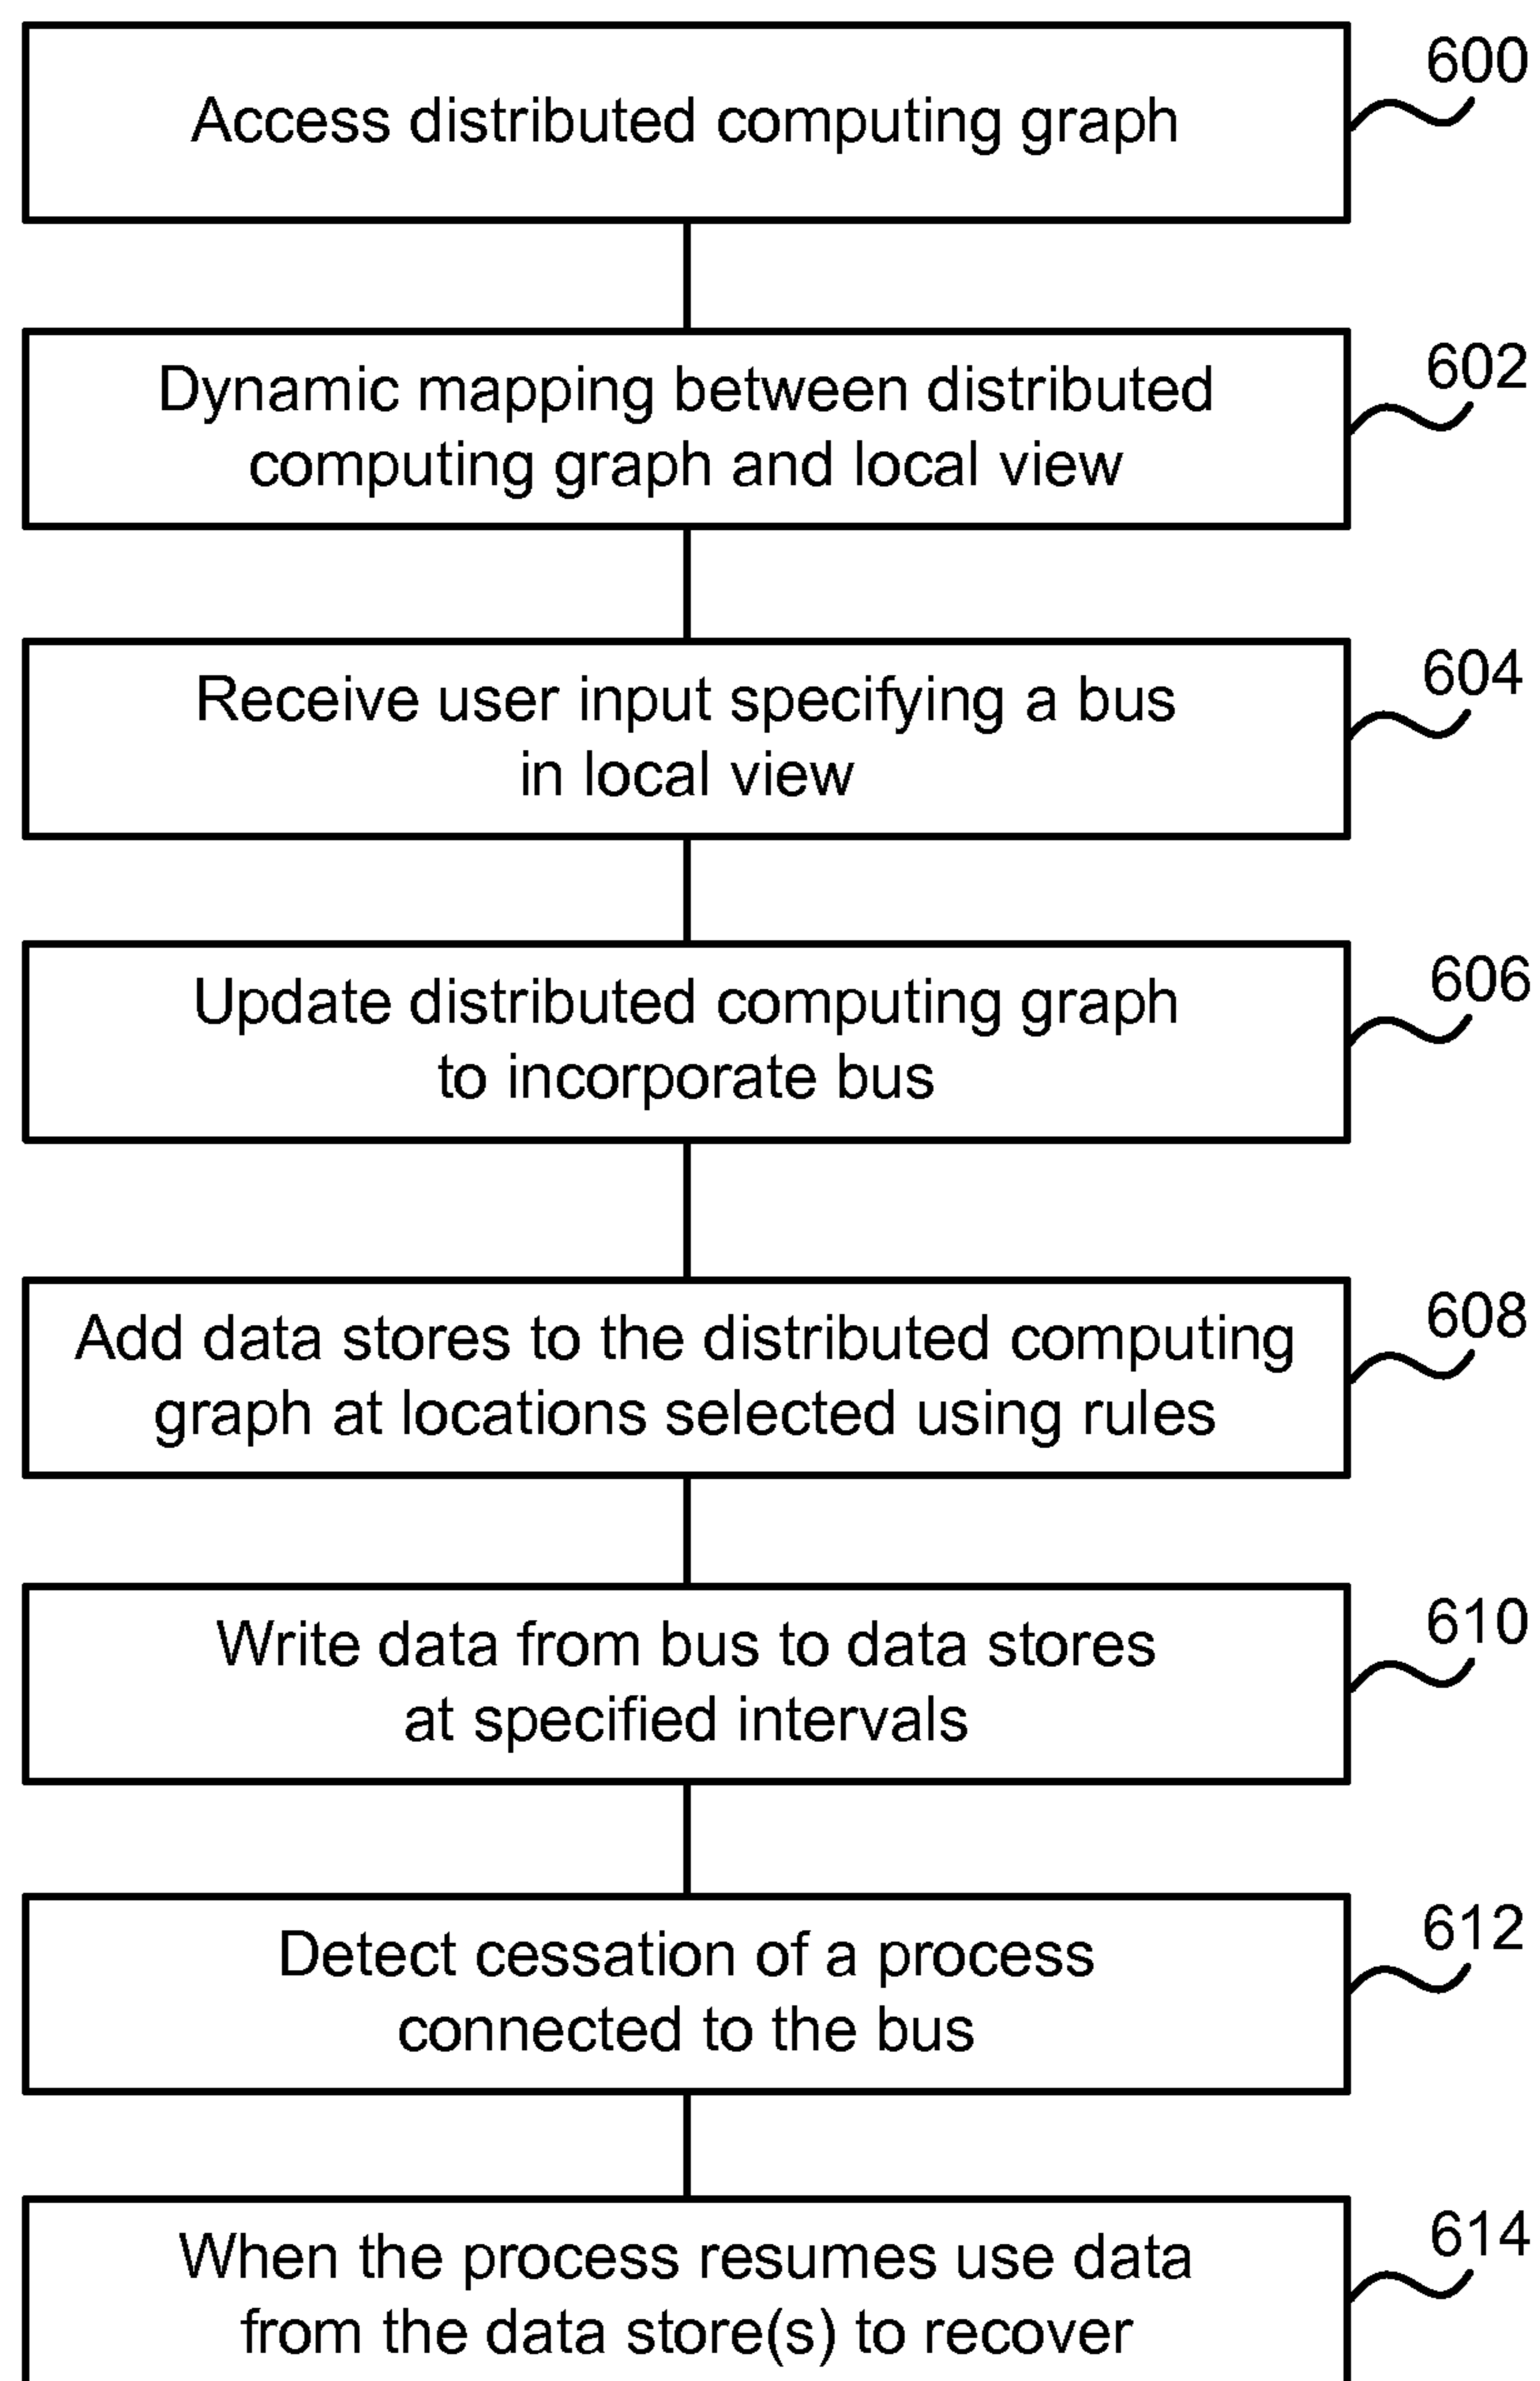 600
Access distributed computing graph
602
Dynamic mapping between distributed
computing graph and local view
604
Receive user input specifying a bus
in local view
606
Update distributed computing graph
to incorporate bus
608
Add data stores to the distributed computing
graph at locations selected using rules
610
Write data from bus to data stores
at specified intervals
612
Detect cessation of a process
connected to the bus
614
When the process resumes use data
from the data store(s) to recover